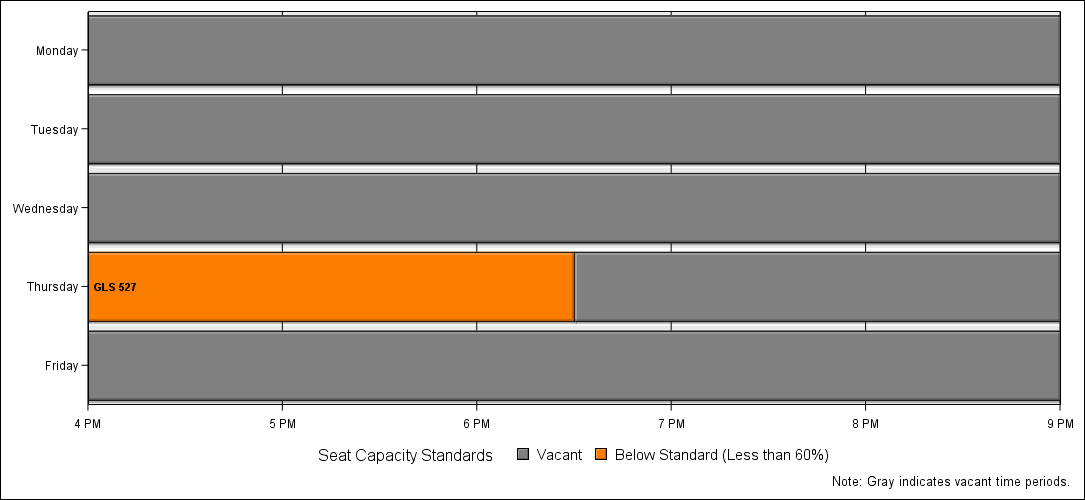 Monday
Tuesday
Wednesday
Thursday
GLS 527
Friday
4 PM 5 PM 6 PM 7 PM 8 PM 9 PM
Seat Capacity Standards Vacant Below Standard (Less than 60%)
Note: Gray indicates vacant time periods.